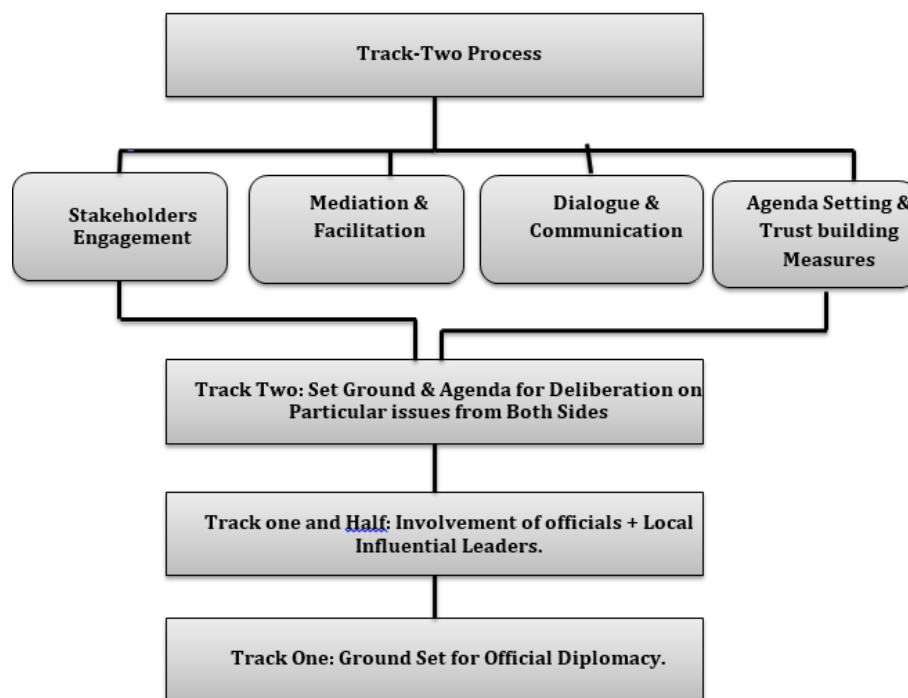 Track-Two Process
Stakeholders
Engagement
Mediation &
Facilitation
Dialogue &
Communication
Agenda Setting &
Trust building
Measures
Track Two: Set Ground & Agenda for Deliberation on
Particular issues from Both Sides
Track one and Half: Involvement of officials + Local
Influential Leaders.
Track One: Ground Set for Official Diplomacy.